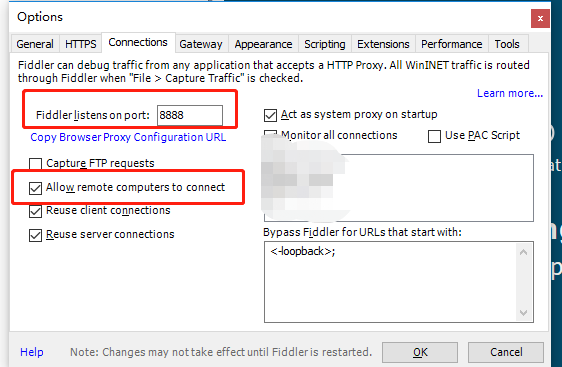 Options
General HTTPS Connections Gateway Appearance Scripting Extensions Performance Tools
Fiddler can debug traffic from any application that accepts a HTTP Proxy. All WinINET traffic is routed
through Fiddler when "File > Capture Traffic" is checked.
Learn more...
Fiddler listens on port: 8888
Copy Browser Proxy Configuration URL
Capture FTP requests
Allow remote computers to connect
Reuse client connections
Reuse server connections
Act as system proxy on startup
Monitor all connections Use PAC Script
Bypass Fiddler for URLs that start with:
<-loopback>;
Help
Note: Changes may not take effect until Fiddler is restarted.
OK
Cancel